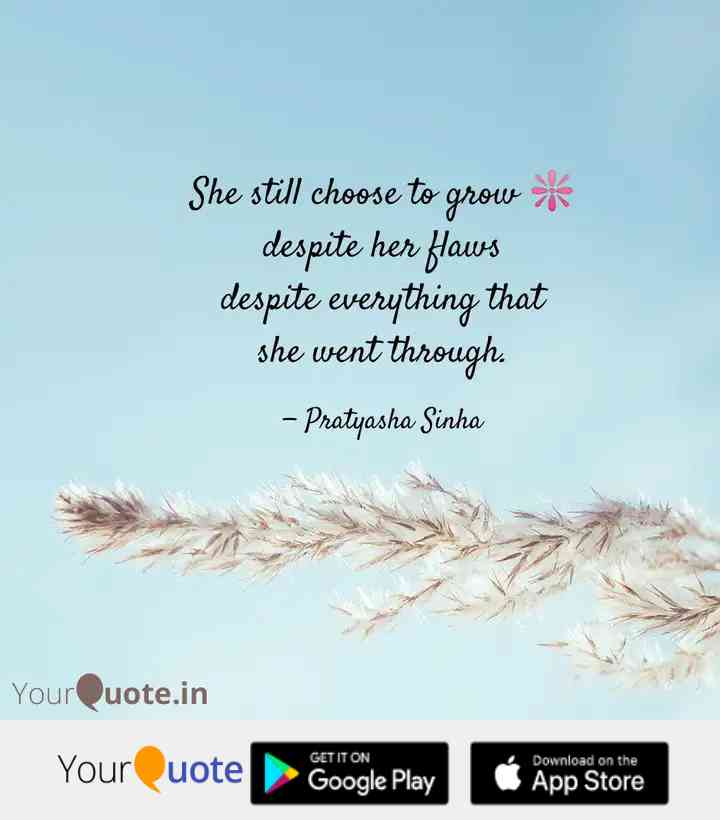 She still choose to grow
despite her flaws
despite everything that
she went through.
– Pratyasha Sinha
YourQuote.in
YourQuote
GET IT ON
Google Play
Download on the
App Store